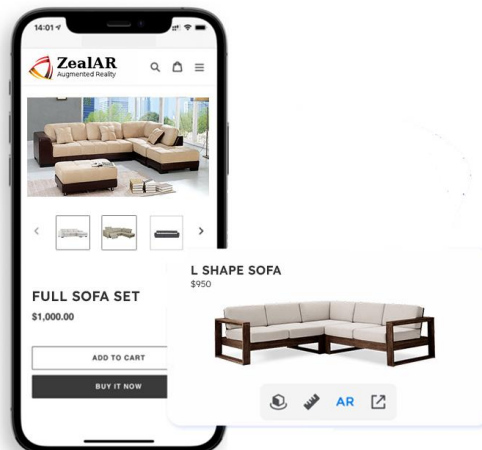 14:01
ZealAR
Augmented Reality
FULL SOFA SET
$1,000.00
ADD TO CART
BUY IT NOW
L SHAPE SOFA
$950
AR